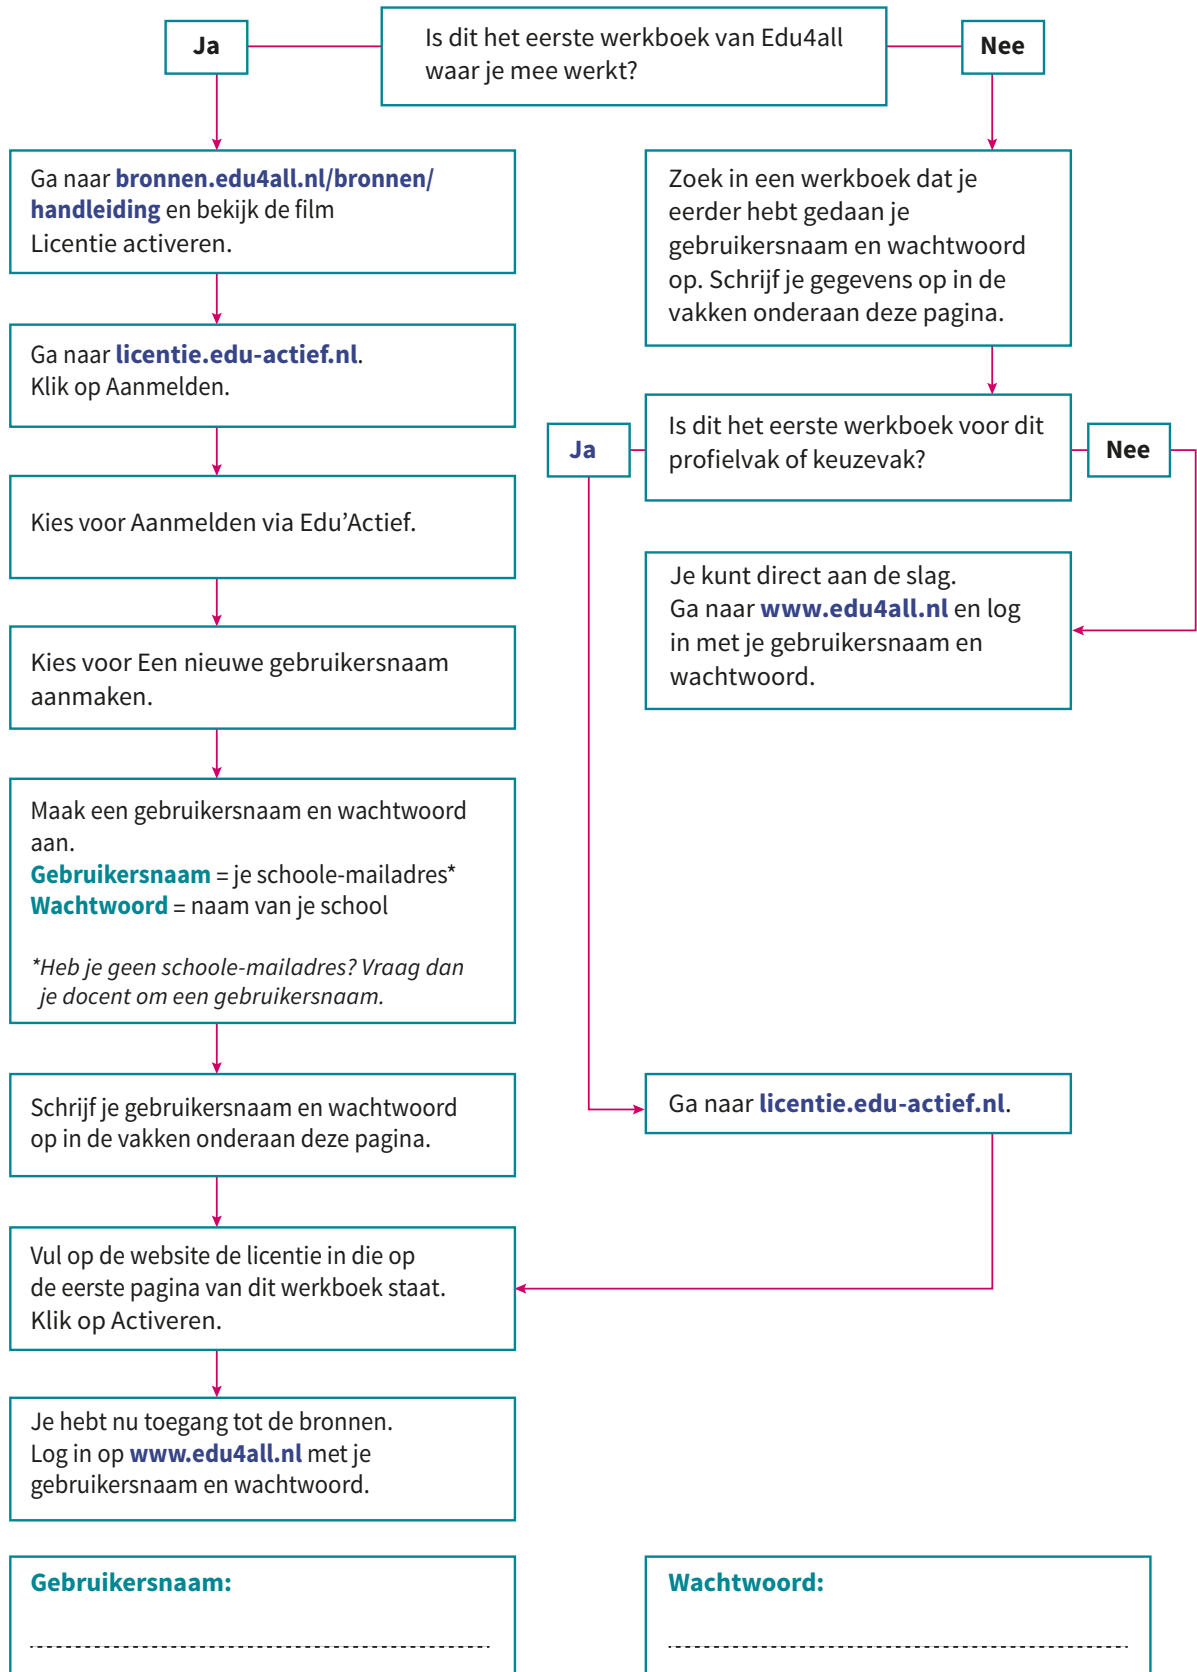 Is dit het eerste werkboek van Edu4all
waar je mee werkt?
Ja
Nee
Ga naar bronnen.edu4all.nl/bronnen/
handleiding en bekijk de film
Licentie activeren.
Ga naar licentie.edu-actief.nl.
Klik op Aanmelden.
Kies voor Aanmelden via Edu’Actief.
Kies voor Een nieuwe gebruikersnaam
aanmaken.
Maak een gebruikersnaam en wachtwoord
aan.
Gebruikersnaam = je schoole-mailadres*
Wachtwoord = naam van je school
*Heb je geen schoole-mailadres? Vraag dan
je docent om een gebruikersnaam.
Schrijf je gebruikersnaam en wachtwoord
op in de vakken onderaan deze pagina.
Vul op de website de licentie in die op
de eerste pagina van dit werkboek staat.
Klik op Activeren.
Je hebt nu toegang tot de bronnen.
Log in op www.edu4all.nl met je
gebruikersnaam en wachtwoord.
Zoek in een werkboek dat je
eerder hebt gedaan je
gebruikersnaam en wachtwoord
op. Schrijf je gegevens op in de
vakken onderaan deze pagina.
Is dit het eerste werkboek voor dit
profielvak of keuzevak?
Ja
Nee
Je kunt direct aan de slag.
Ga naar www.edu4all.nl en log
in met je gebruikersnaam en
wachtwoord.
Ga naar licentie.edu-actief.nl.
Gebruikersnaam:
Wachtwoord: